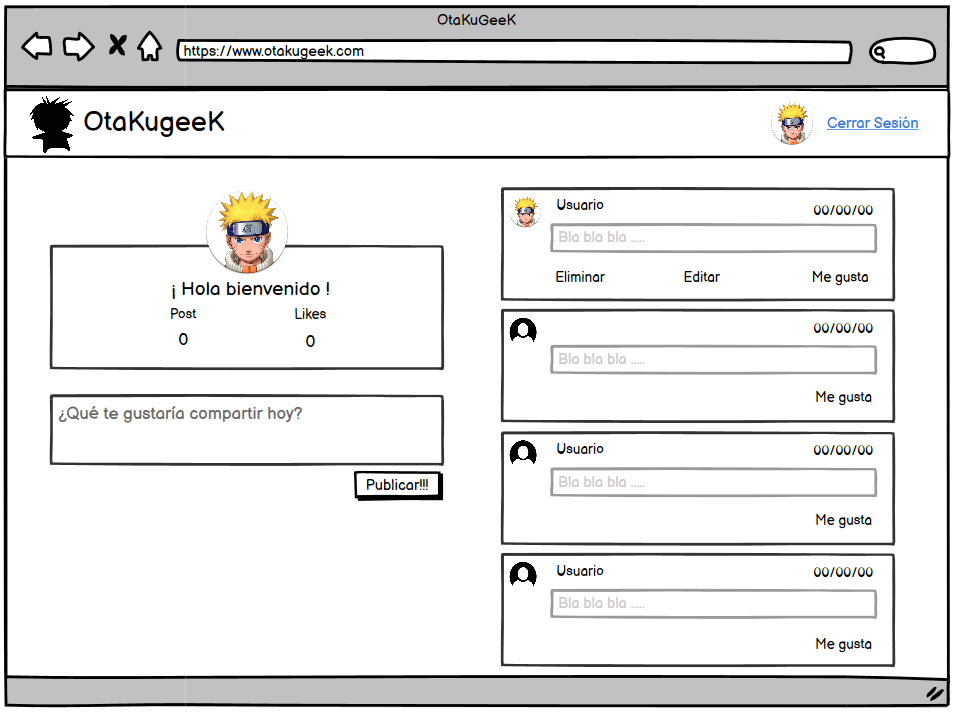 OtaKuGeeK
https://www.otakugeek.com
OtaKugeeK
Cerrar Sesión
¡ Hola bienvenido !
Post Likes
0 0
¿Qué te gustaría compartir hoy?
Publicar!!!
Usuario 00/00/00
Bla bla bla .....
Eliminar Editar Me gusta
00/00/00
Bla bla bla .....
Me gusta
Usuario 00/00/00
Bla bla bla .....
Me gusta
Usuario 00/00/00
Bla bla bla .....
Me gusta